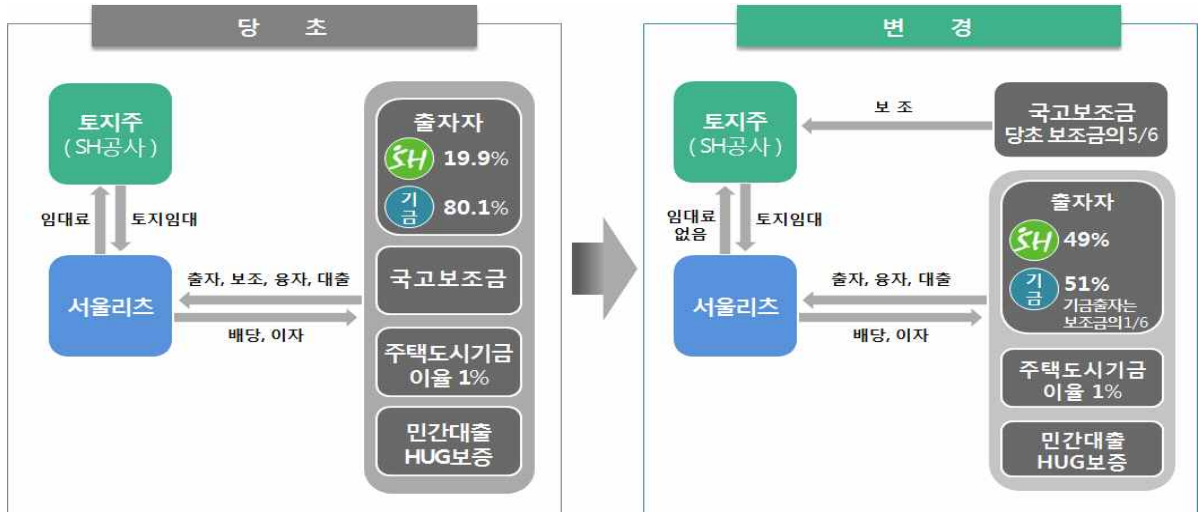 당 초
토지주
(SH공사)
임대료
토지임대
서울리츠
출자, 보조, 융자, 대출
배당, 이자
출자자
SH 19.9%
기금 80.1%
국고보조금
주택도시기금
이율 1%
민간대출
HUG보증
변 경
토지주
(SH공사)
보 조
국고보조금
당초 보조금의 5/6
임대료
없음
토지임대
서울리츠
출자, 융자, 대출
배당, 이자
출자자
SH 49%
기금 51%
기금출자는
보조금의 1/6
주택도시기금
이율 1%
민간대출
HUG보증